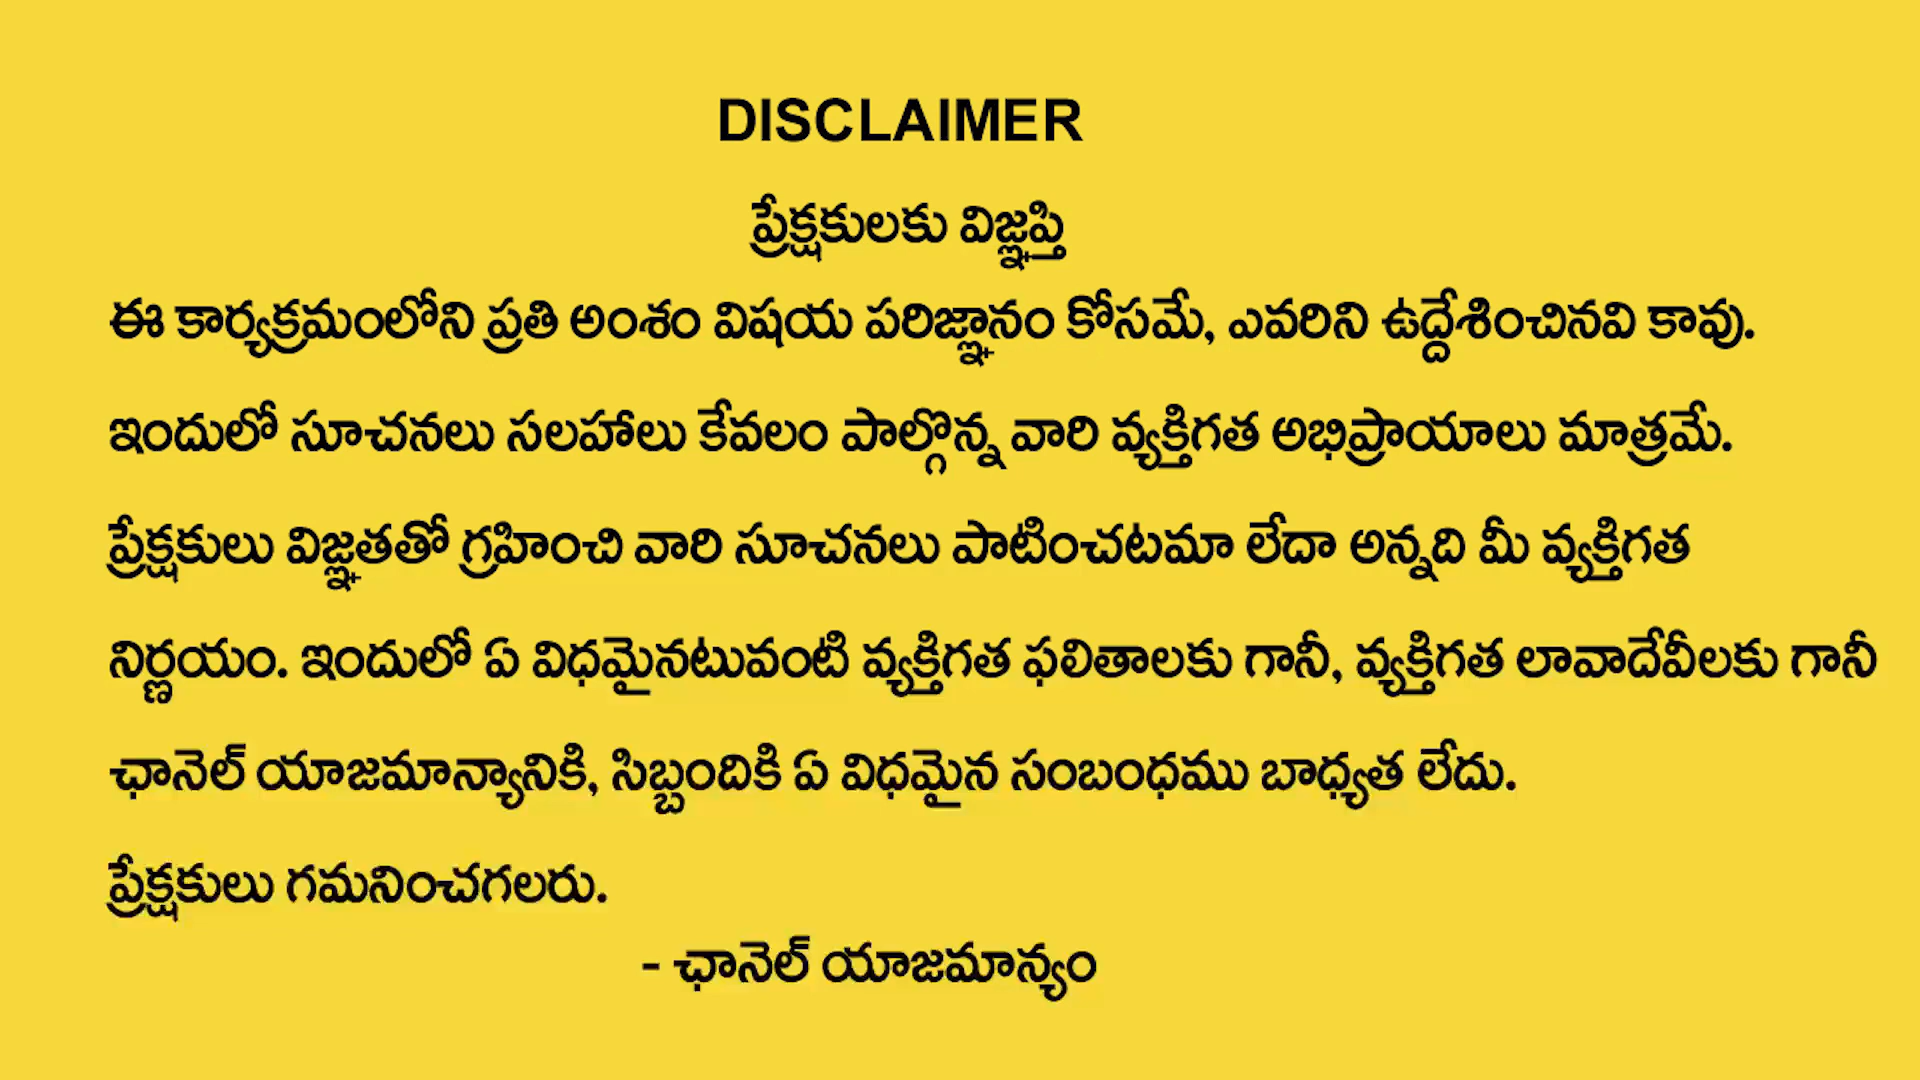 DISCLAIMER
ప్రేక్షకులకు విజ్ఞప్తి
ఈ కార్యక్రమంలోని ప్రతి అంశం విషయ పరిజ్ఞానం కోసమే, ఎవరిని ఉద్దేశించినవి కావు.
ఇందులో సూచనలు సలహాలు కేవలం పాల్గొన్న వారి వ్యక్తిగత అభిప్రాయాలు మాత్రమే.
ప్రేక్షకులు విజ్ఞతతో గ్రహించి వారి సూచనలు పాటించటమా లేదా అన్నది మీ వ్యక్తిగత
నిర్ణయం. ఇందులో ఏ విధమైనటువంటి వ్యక్తిగత ఫలితాలకు గానీ, వ్యక్తిగత లావాదేవీలకు గానీ
ఛానెల్ యాజమాన్యానికి, సిబ్బందికి ఏ విధమైన సంబంధము బాధ్యత లేదు.
ప్రేక్షకులు గమనించగలరు.
- ఛానెల్ యాజమాన్యం